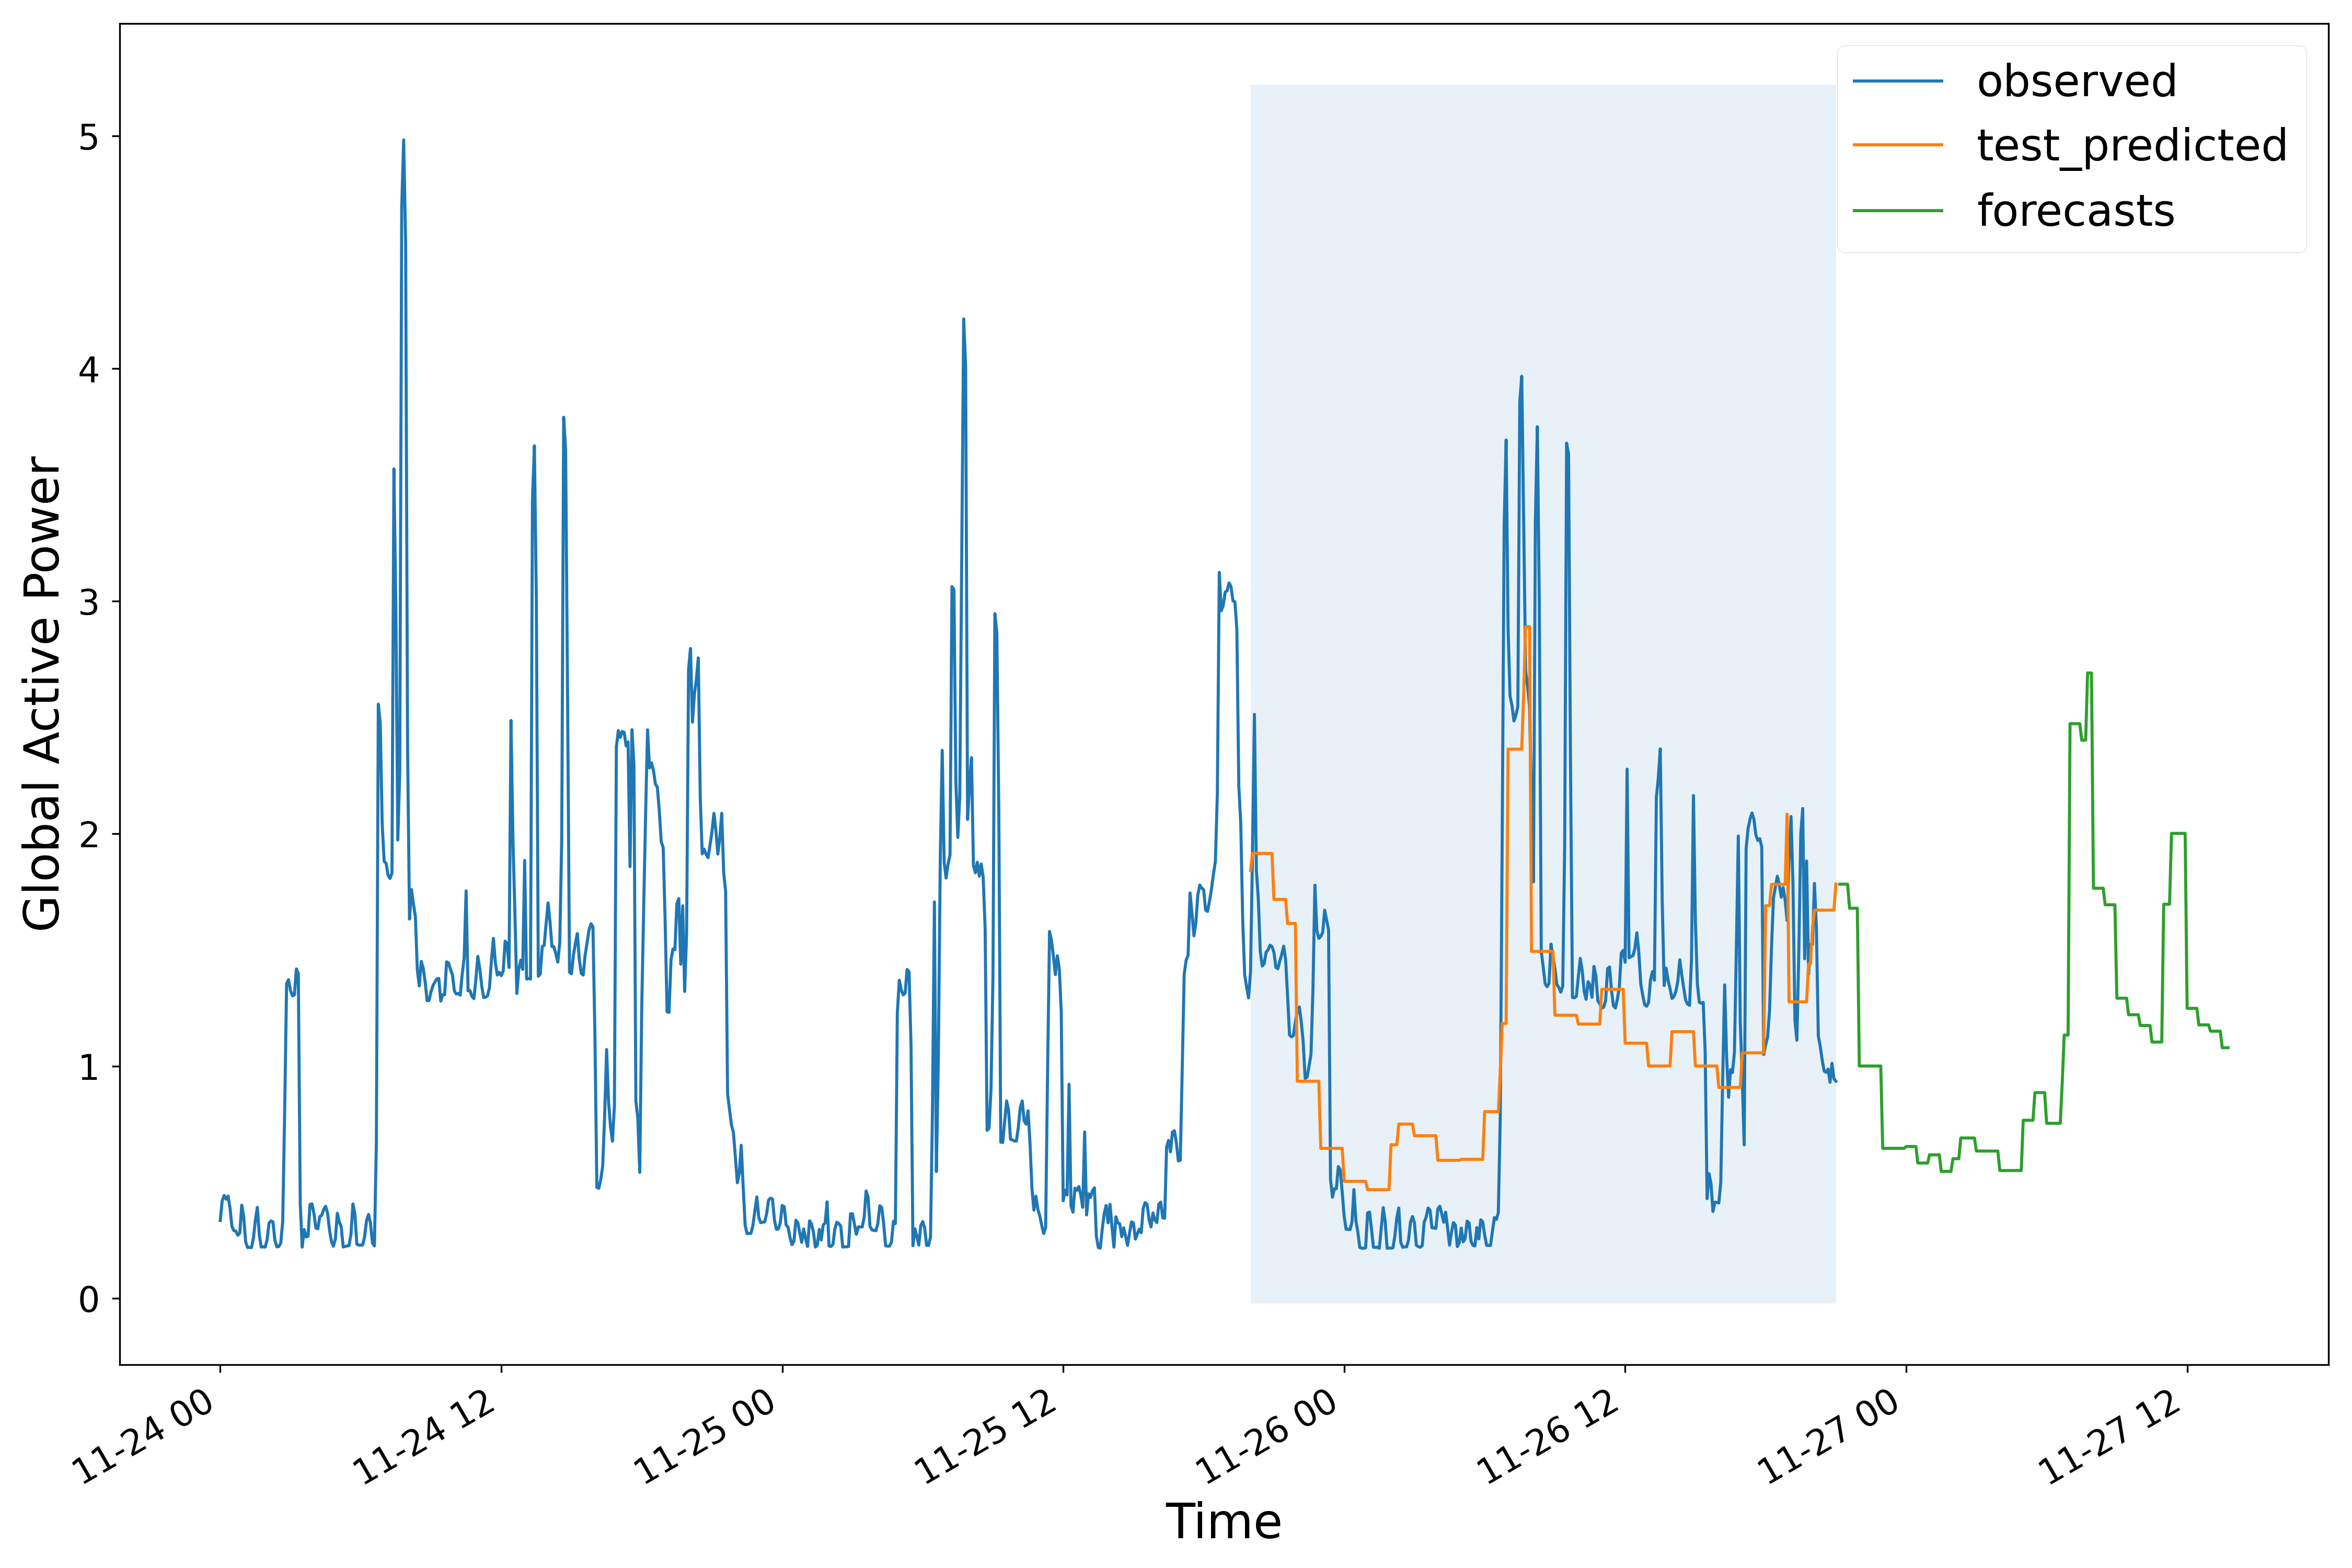 observed
test_predicted
forecasts
Global Active Power
5
4
3
2
1
0
11-24 00
11-24 12
11-25 00
11-25 12
11-26 00
11-26 12
11-27 00
11-27 12
Time